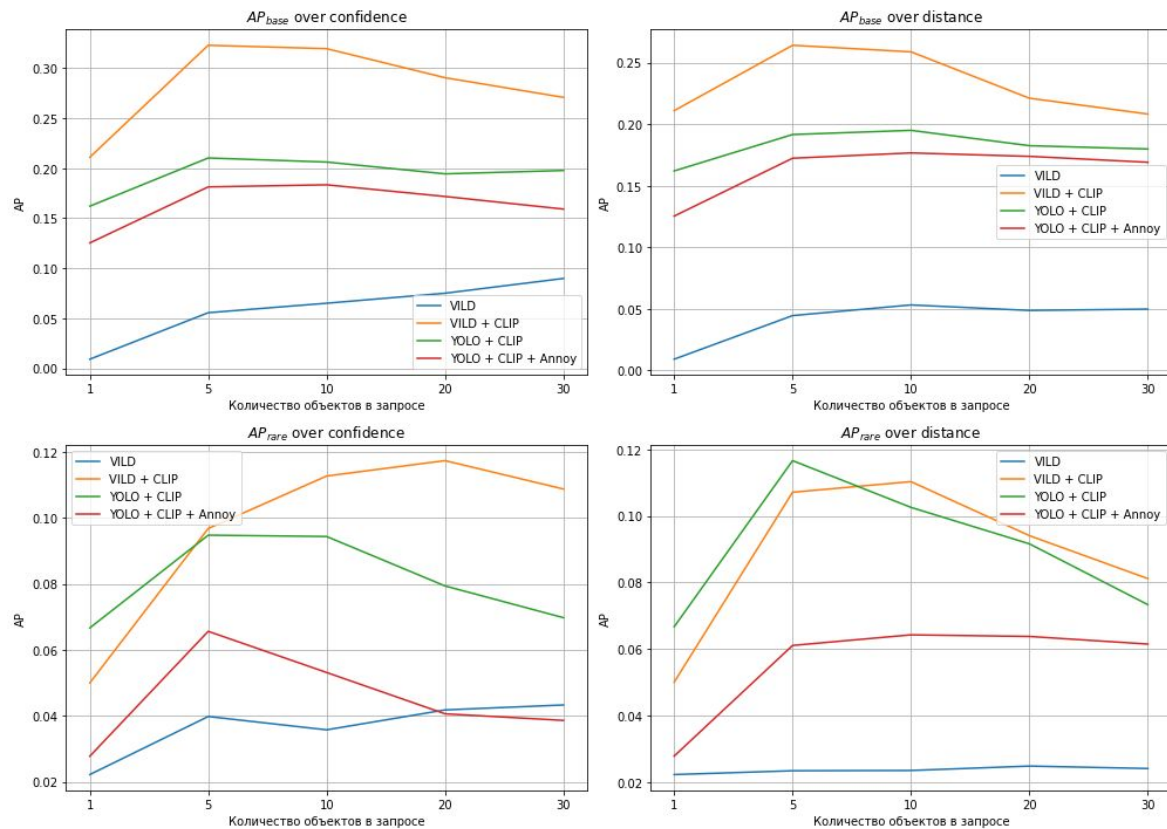 AP_base over confidence
AP
0.30
0.25
0.20
0.15
0.10
0.05
0.00
VILD
VILD + CLIP
YOLO + CLIP
YOLO + CLIP + Annoy
1 5 10 20 30
Количество объектов в запросе
AP_base over distance
AP
0.25
0.20
0.15
0.10
0.05
0.00
VILD
VILD + CLIP
YOLO + CLIP
YOLO + CLIP + Annoy
1 5 10 20 30
Количество объектов в запросе
AP_rare over confidence
AP
0.12
0.10
0.08
0.06
0.04
0.02
VILD
VILD + CLIP
YOLO + CLIP
YOLO + CLIP + Annoy
1 5 10 20 30
Количество объектов в запросе
AP_rare over distance
AP
0.12
0.10
0.08
0.06
0.04
0.02
VILD
VILD + CLIP
YOLO + CLIP
YOLO + CLIP + Annoy
1 5 10 20 30
Количество объектов в запросе